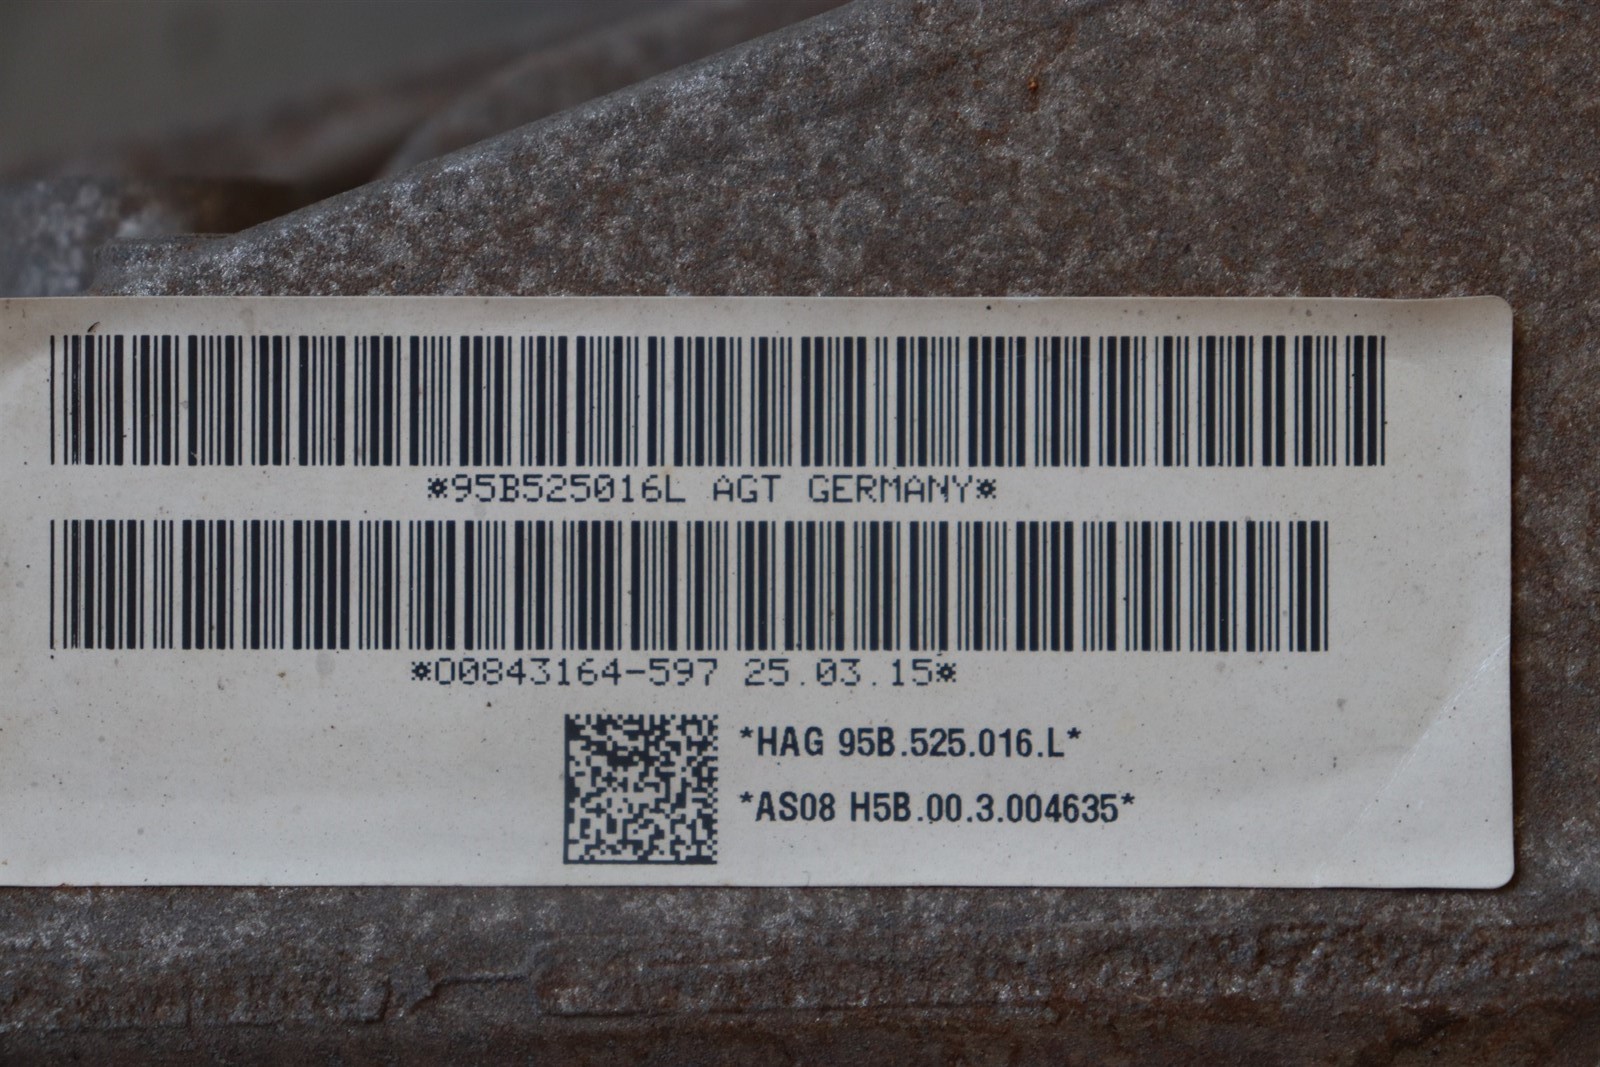 *95B525016L AGT GERMANY*
*00843164-597 25.03.15*
*HAG 95B.525.016.L*
*AS08 H5B.00.3.004635*